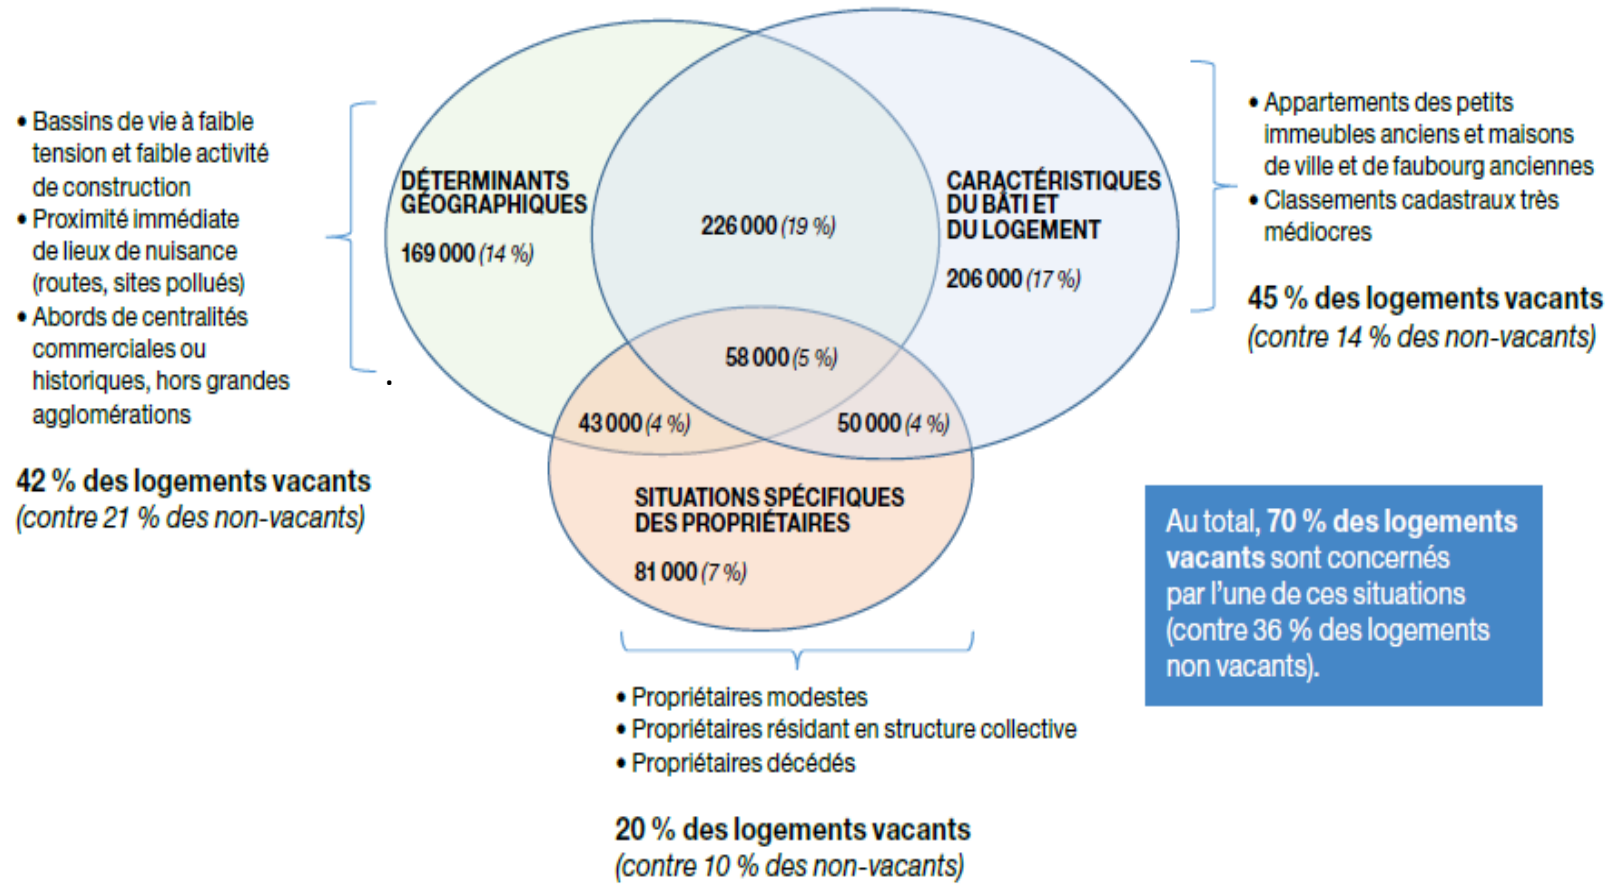 • Bassins de vie à faible
tension et faible activité
de construction
• Proximité immédiate
de lieux de nuisance
(routes, sites pollués)
• Abords de centralités
commerciales ou
historiques, hors grandes
agglomérations
42 % des logements vacants
(contre 21 % des non-vacants)
DÉTERMINANTS
GÉOGRAPHIQUES
169 000 (14 %)
226 000 (19 %)
CARACTÉRISTIQUES
DU BÂTI ET
DU LOGEMENT
206 000 (17 %)
58 000 (5 %)
43 000 (4 %)
50 000 (4 %)
SITUATIONS SPÉCIFIQUES
DES PROPRIÉTAIRES
81 000 (7 %)
• Appartements des petits
immeubles anciens et maisons
de ville et de faubourg anciennes
• Classements cadastraux très
médiocres
45 % des logements vacants
(contre 14 % des non-vacants)
Au total, 70 % des logements
vacants sont concernés
par l'une de ces situations
(contre 36 % des logements
non vacants).
• Propriétaires modestes
• Propriétaires résidant en structure collective
• Propriétaires décédés
20 % des logements vacants
(contre 10 % des non-vacants)